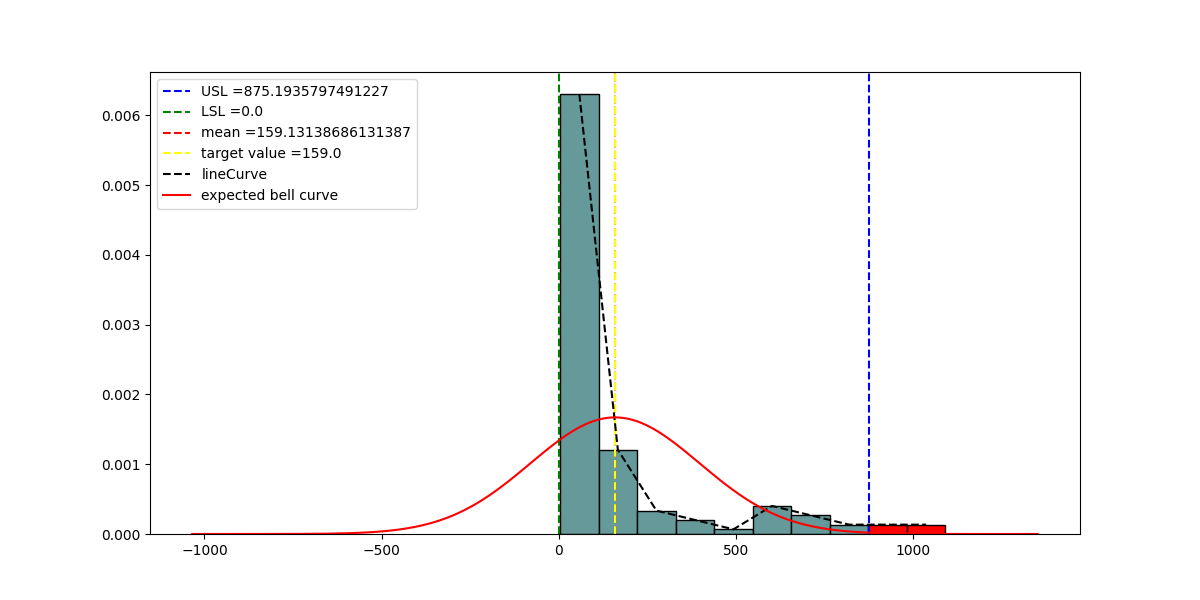 USL =875.1935797491227
LSL =0.0
mean =159.13138686131387
target value =159.0
lineCurve
expected bell curve
0.006
0.005
0.004
0.003
0.002
0.001
0.000
−1000 −500 0 500 1000